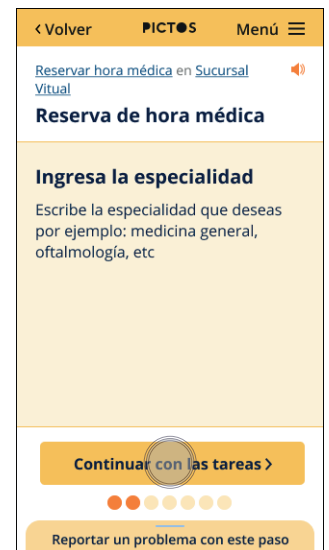 < Volver PICTOS Menú
Reservar hora médica en Sucursal
Vitual
Reserva de hora médica
Ingresa la especialidad
Escribe la especialidad que deseas
por ejemplo: medicina general,
oftalmología, etc
Continuar con las tareas >
Reportar un problema con este paso